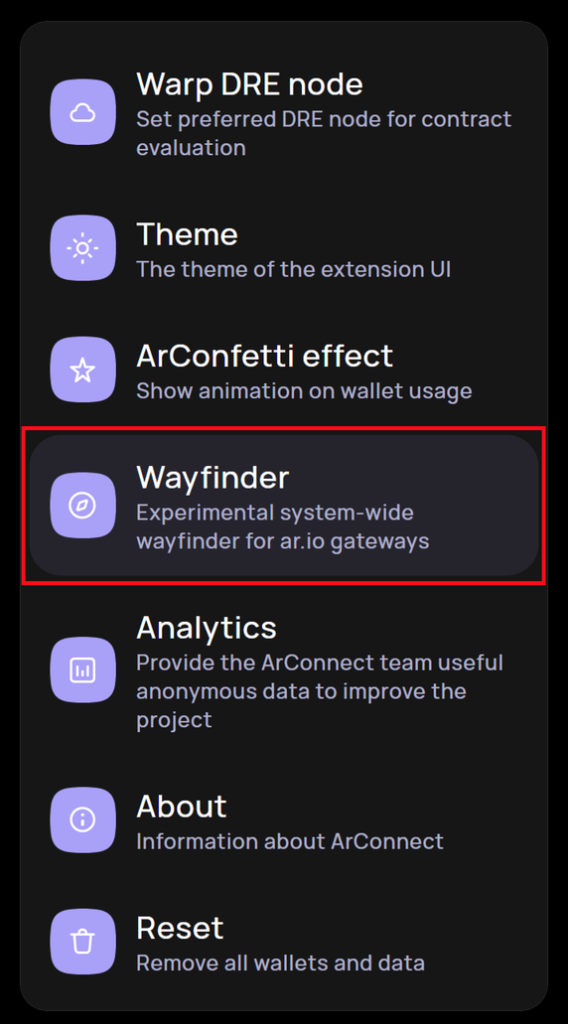 Warp DRE node
Set preferred DRE node for contract
evaluation
Theme
The theme of the extension UI
ArConfetti effect
Show animation on wallet usage
Wayfinder
Experimental system-wide
wayfinder for ar.io gateways
Analytics
Provide the ArConnect team useful
anonymous data to improve the
project
About
Information about ArConnect
Reset
Remove all wallets and data